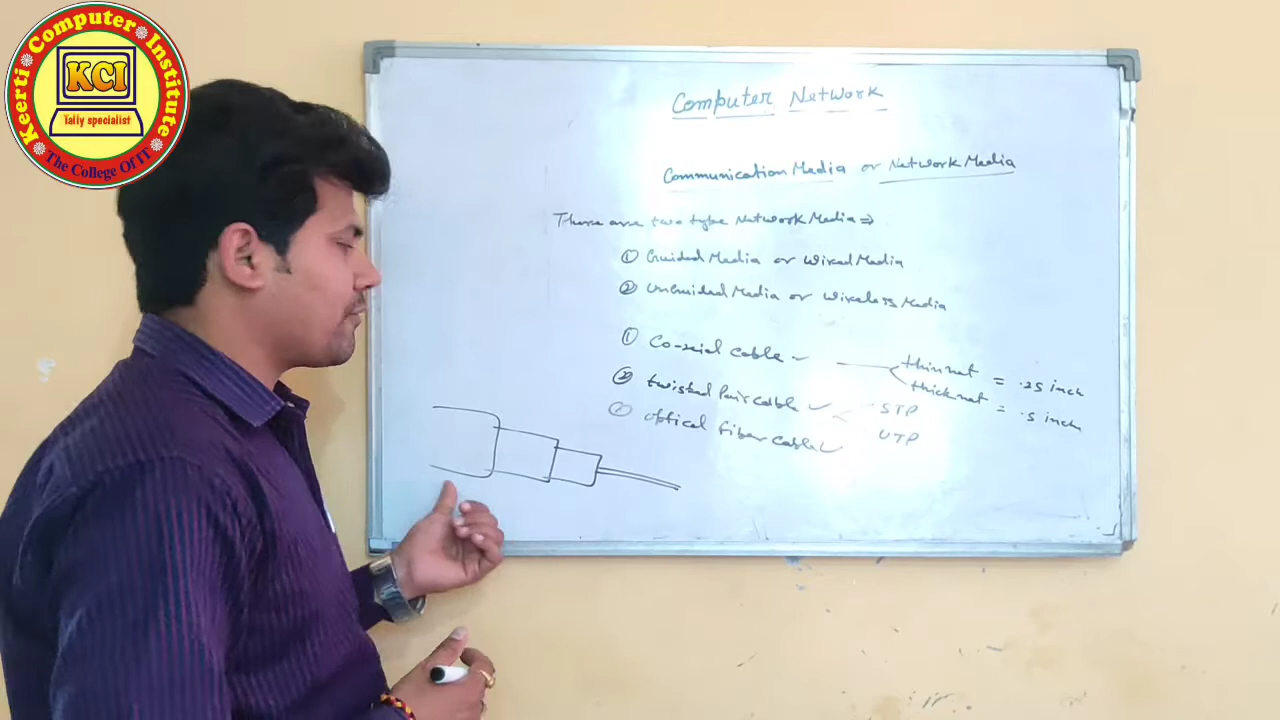 Keerti Computer Institute
KCI
Tally specialist
The College Of IT
Computer Network
Communication Media or Network Media
There are two type Network Media ⇒
① Guided Media or Wired Media
② Unguided Media or Wireless Media
① Co-axial Cable ✓
thinnet = .25 inch
thicknet = .5 inch
② twisted Pair Cable ✓
STP
UTP
optical fiber Cable ✓